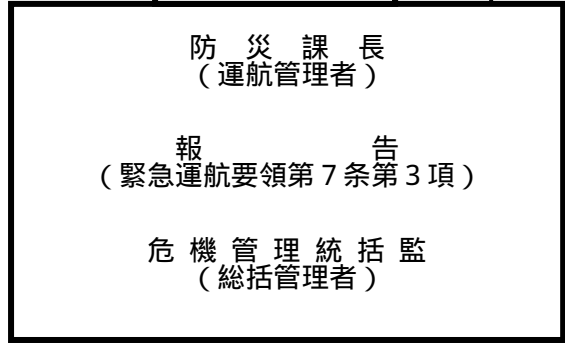 防災課長
（運航管理者）
報告
（緊急運航要領第７条第３項）
危機管理統括監
（総括管理者）